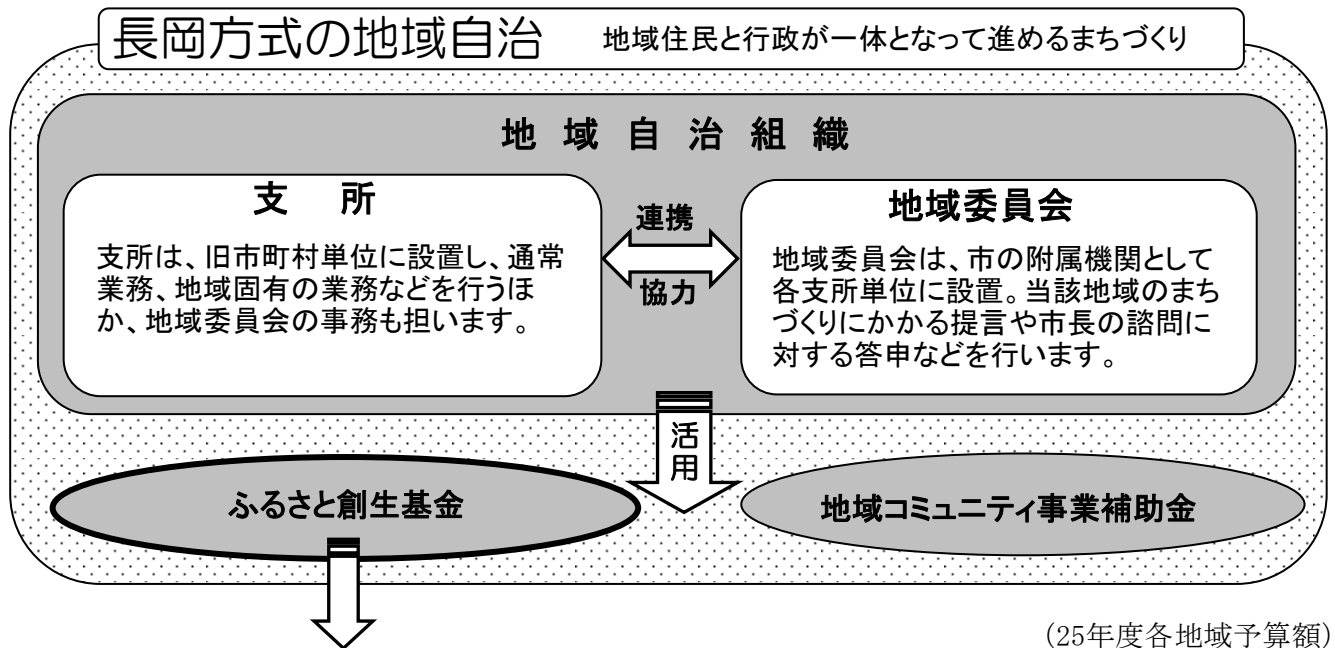 長岡方式の地域自治 地域住民と行政が一体となって進めるまちづくり
地域自治組織
支所
支所は、旧市町村単位に設置し、通常
業務、地域固有の業務などを行うほ
か、地域委員会の事務も担います。
連携
協力
地域委員会
地域委員会は、市の附属機関として
各支所単位に設置。当該地域のまち
づくりにかかる提言や市長の諮問に
対する答申などを行います。
活用
ふるさと創生基金
地域コミュニティ事業補助金
(25年度各地域予算額)